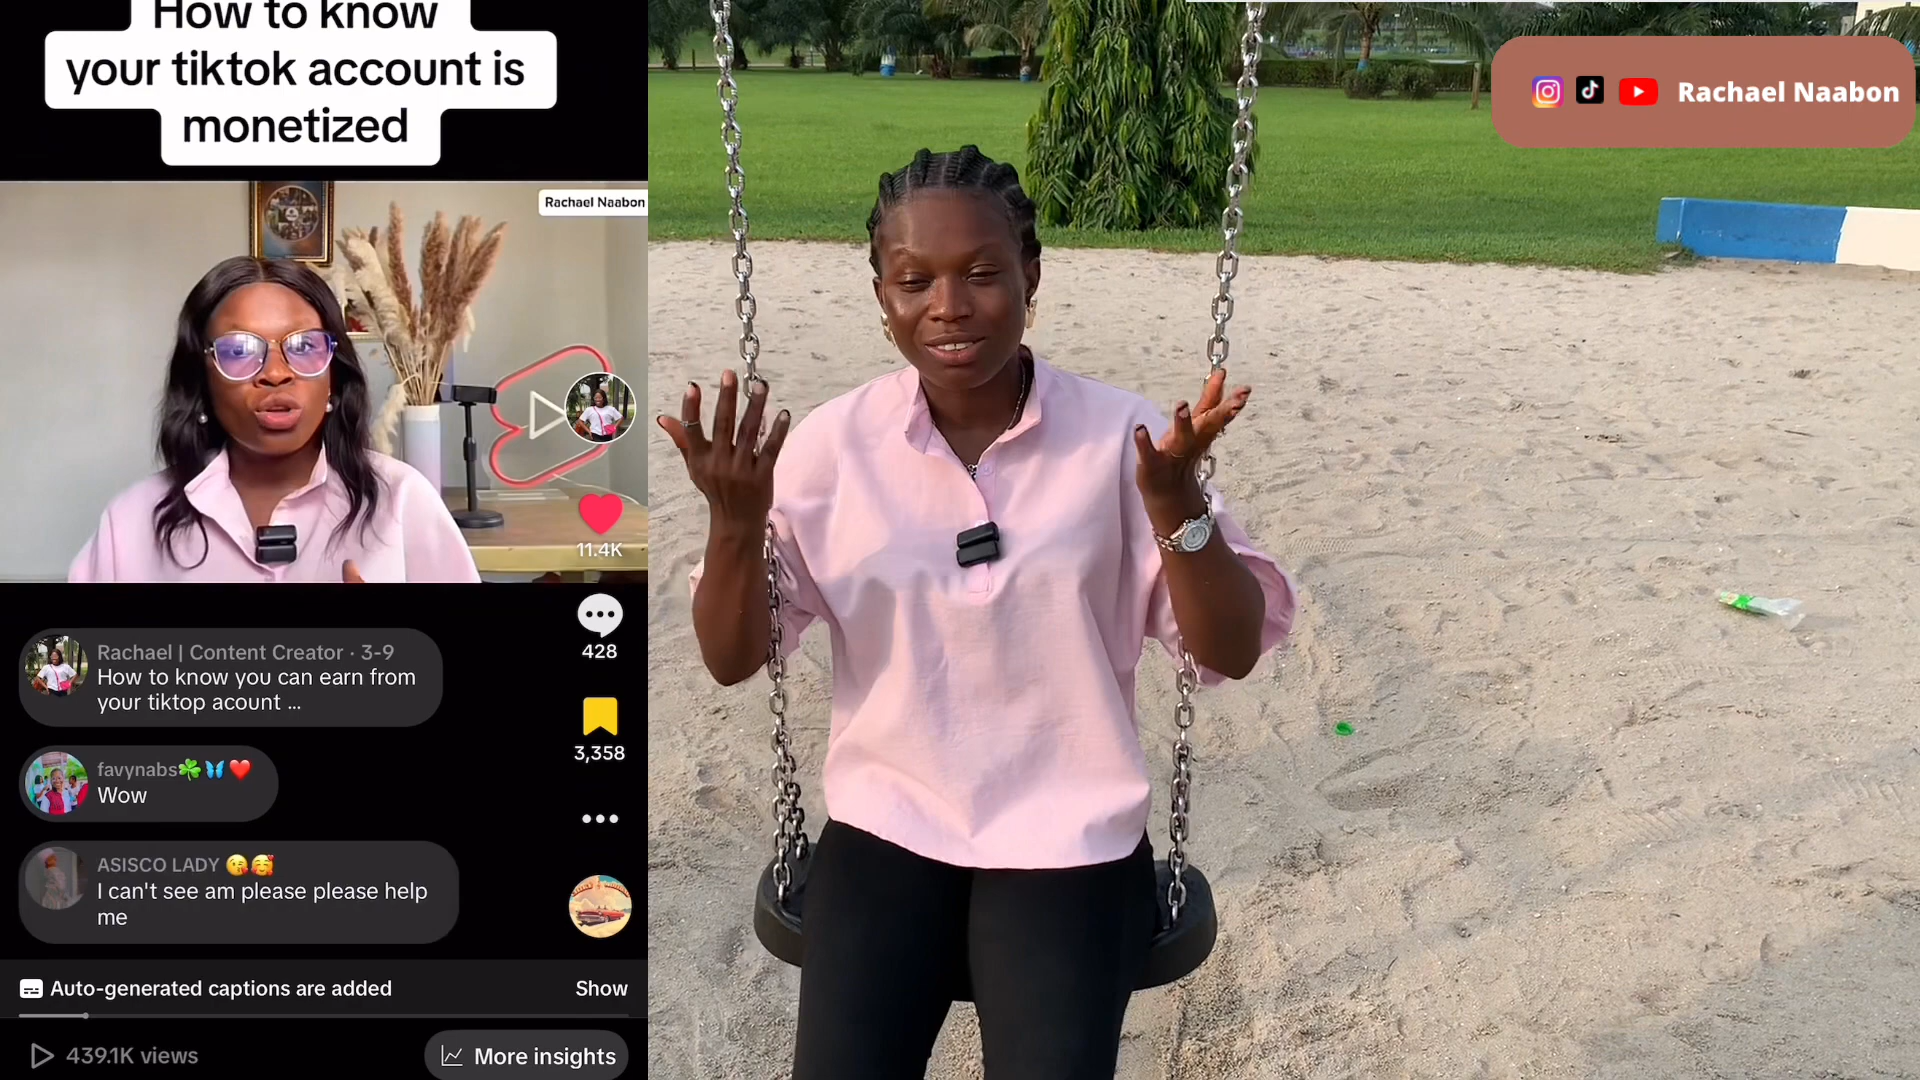 How to know
your tiktok account is
monetized
Rachael Naabon
11.4K
428
Rachael | Content Creator · 3-9
How to know you can earn from
your tiktop acount ...
3,358
favynabs☘️🦋❤️
Wow
ASISCO LADY 😘🥰
I can't see am please please help
me
Auto-generated captions are added
Show
439.1K views
More insights
Rachael Naabon